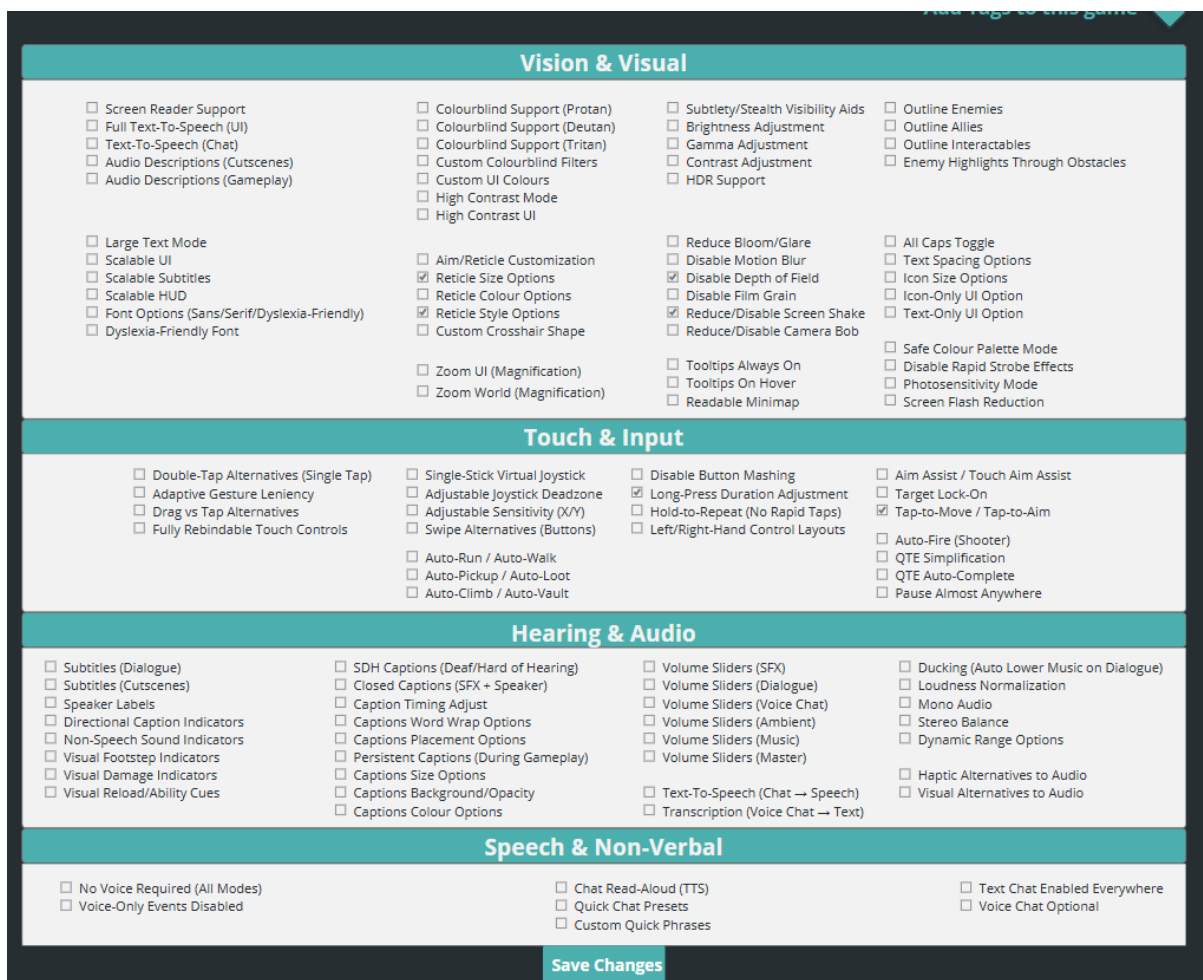 Add Tags to this game
Vision & Visual
Screen Reader Support
Full Text-To-Speech (UI)
Text-To-Speech (Chat)
Audio Descriptions (Cutscenes)
Audio Descriptions (Gameplay)
Colourblind Support (Protan)
Colourblind Support (Deutan)
Colourblind Support (Tritan)
Custom Colourblind Filters
Custom UI Colours
High Contrast Mode
High Contrast UI
Subtlety/Stealth Visibility Aids
Brightness Adjustment
Gamma Adjustment
Contrast Adjustment
HDR Support
Outline Enemies
Outline Allies
Outline Interactables
Enemy Highlights Through Obstacles
Large Text Mode
Scalable UI
Scalable Subtitles
Scalable HUD
Font Options (Sans/Serif/Dyslexia-Friendly)
Dyslexia-Friendly Font
Aim/Reticle Customization
Reticle Size Options
Reticle Colour Options
Reticle Style Options
Custom Crosshair Shape
Zoom UI (Magnification)
Zoom World (Magnification)
Reduce Bloom/Glare
Disable Motion Blur
Disable Depth of Field
Disable Film Grain
Reduce/Disable Screen Shake
Reduce/Disable Camera Bob
Tooltips Always On
Tooltips On Hover
Readable Minimap
All Caps Toggle
Text Spacing Options
Icon Size Options
Icon-Only UI Option
Text-Only UI Option
Safe Colour Palette Mode
Disable Rapid Strobe Effects
Photosensitivity Mode
Screen Flash Reduction
Touch & Input
Double-Tap Alternatives (Single Tap)
Adaptive Gesture Leniency
Drag vs Tap Alternatives
Fully Rebindable Touch Controls
Single-Stick Virtual Joystick
Adjustable Joystick Deadzone
Adjustable Sensitivity (X/Y)
Swipe Alternatives (Buttons)
Auto-Run / Auto-Walk
Auto-Pickup / Auto-Loot
Auto-Climb / Auto-Vault
Disable Button Mashing
Long-Press Duration Adjustment
Hold-to-Repeat (No Rapid Taps)
Left/Right-Hand Control Layouts
Aim Assist / Touch Aim Assist
Target Lock-On
Tap-to-Move / Tap-to-Aim
Auto-Fire (Shooter)
QTE Simplification
QTE Auto-Complete
Pause Almost Anywhere
Hearing & Audio
Subtitles (Dialogue)
Subtitles (Cutscenes)
Speaker Labels
Directional Caption Indicators
Non-Speech Sound Indicators
Visual Footstep Indicators
Visual Damage Indicators
Visual Reload/Ability Cues
SDH Captions (Deaf/Hard of Hearing)
Closed Captions (SFX + Speaker)
Caption Timing Adjust
Captions Word Wrap Options
Captions Placement Options
Persistent Captions (During Gameplay)
Captions Size Options
Captions Background/Opacity
Captions Colour Options
Volume Sliders (SFX)
Volume Sliders (Dialogue)
Volume Sliders (Voice Chat)
Volume Sliders (Ambient)
Volume Sliders (Music)
Volume Sliders (Master)
Text-To-Speech (Chat → Speech)
Transcription (Voice Chat → Text)
Ducking (Auto Lower Music on Dialogue)
Loudness Normalization
Mono Audio
Stereo Balance
Dynamic Range Options
Haptic Alternatives to Audio
Visual Alternatives to Audio
Speech & Non-Verbal
No Voice Required (All Modes)
Voice-Only Events Disabled
Chat Read-Aloud (TTS)
Quick Chat Presets
Custom Quick Phrases
Text Chat Enabled Everywhere
Voice Chat Optional
Save Changes